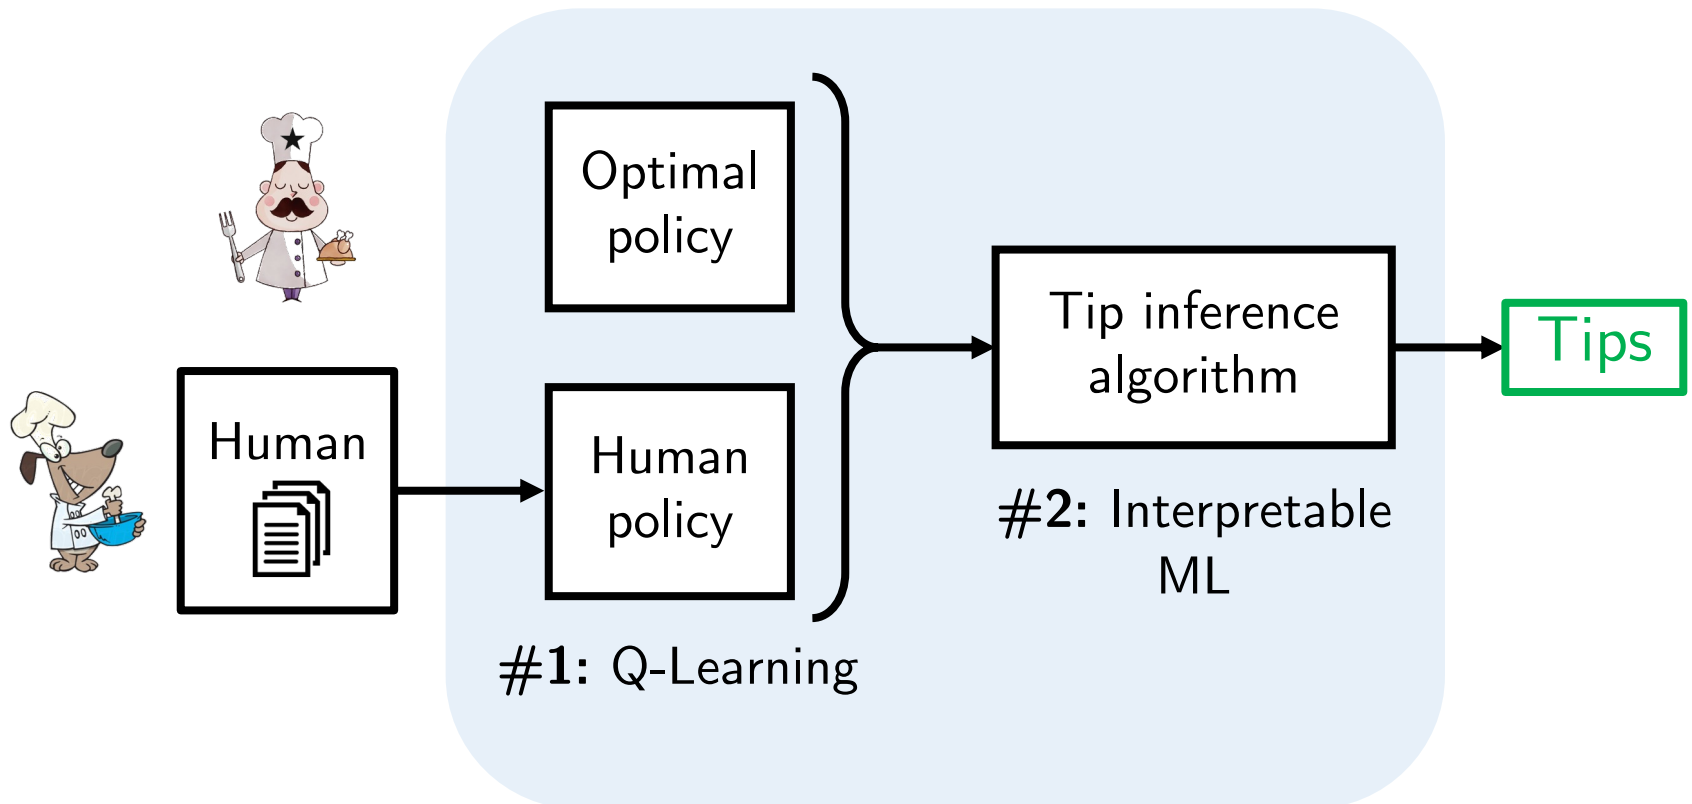 Optimal
policy
Human
Human
policy
#1: Q-Learning
Tip inference
algorithm
#2: Interpretable
ML
Tips